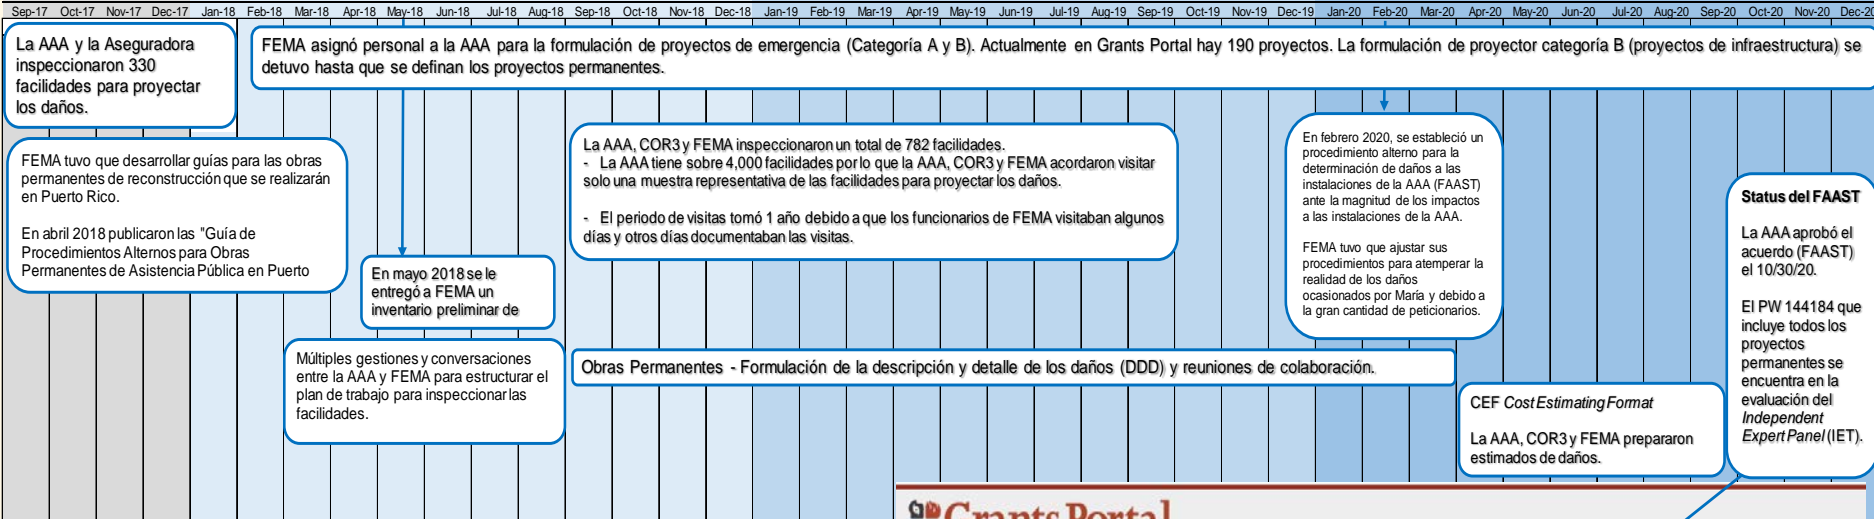 Sep-17 Oct-17 Nov-17 Dec-17 Jan-18 Feb-18 Mar-18 Apr-18 May-18 Jun-18 Jul-18 Aug-18 Sep-18 Oct-18 Nov-18 Dec-18 Jan-19 Feb-19 Mar-19 Apr-19 May-19 Jun-19 Jul-19 Aug-19 Sep-19 Oct-19 Nov-19 Dec-19 Jan-20 Feb-20 Mar-20 Apr-20 May-20 Jun-20 Jul-20 Aug-20 Sep-20 Oct-20 Nov-20 Dec-20
La AAA y la Aseguradora
inspeccionaron 330
facilidades para proyectar
los daños.
FEMA asignó personal a la AAA para la formulación de proyectos de emergencia (Categoría A y B). Actualmente en Grants Portal hay 190 proyectos. La formulación de proyector categoría B (proyectos de infraestructura) se
detuvo hasta que se definan los proyectos permanentes.
FEMA tuvo que desarrollar guías para las obras
permanentes de reconstrucción que se realizarán
en Puerto Rico.
En abril 2018 publicaron las "Guía de
Procedimientos Alternos para Obras
Permanentes de Asistencia Pública en Puerto
En mayo 2018 se le
entregó a FEMA un
inventario preliminar de
Múltiples gestiones y conversaciones
entre la AAA y FEMA para estructurar el
plan de trabajo para inspeccionar las
facilidades.
La AAA, COR3 y FEMA inspeccionaron un total de 782 facilidades.
- La AAA tiene sobre 4,000 facilidades por lo que la AAA, COR3 y FEMA acordaron visitar
solo una muestra representativa de las facilidades para proyectar los daños.
- El periodo de visitas tomó 1 año debido a que los funcionarios de FEMA visitaban algunos
días y otros días documentaban las visitas.
Obras Permanentes - Formulación de la descripción y detalle de los daños (DDD) y reuniones de colaboración.
En febrero 2020, se estableció un
procedimiento alterno para la
determinación de daños a las
instalaciones de la AAA (FAAST)
ante la magnitud de los impactos
a las instalaciones de la AAA.
FEMA tuvo que ajustar sus
procedimientos para atemperar la
realidad de los daños
ocasionados por María y debido a
la gran cantidad de peticionarios.
CEF Cost Estimating Format
La AAA, COR3 y FEMA prepararon
estimados de daños.
Status del FAAST
La AAA aprobó el
acuerdo (FAAST)
el 10/30/20.
El PW 144184 que
incluye todos los
proyectos
permanentes se
encuentra en la
evaluación del
Independent
Expert Panel (IET).
Grants Portal